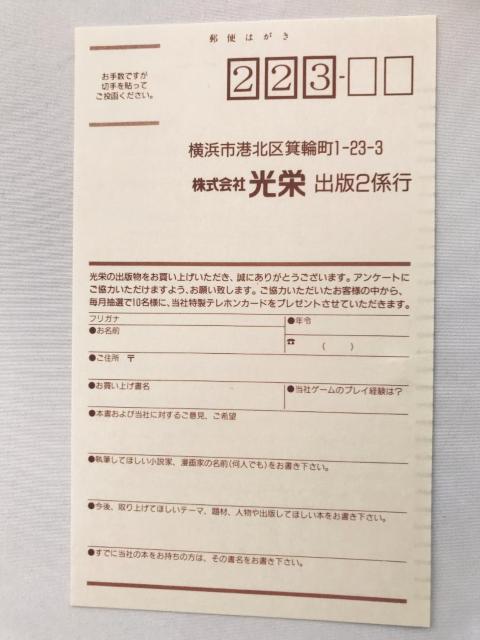 郵便はがき
お手数ですが
切手を貼って
ご投函ください。
223-□□
横浜市港北区箕輪町1-23-3
株式会社 光栄 出版2係行
光栄の出版物をお買い上げいただき、誠にありがとうございます。アンケートに
ご協力いただけますよう、お願い致します。ご協力いただいたお客様の中から、
毎月抽選で10名様に、当社特製テレホンカードをプレゼントさせていただきます。
フリガナ
●お名前
●年令
☎ ( )
●ご住所 〒
●お買い上げ書名
●当社ゲームのプレイ経験は?
●本書および当社に対するご意見、ご希望
●執筆してほしい小説家、漫画家の名前(何人でも)をお書き下さい。
●今後、取り上げてほしいテーマ、題材、人物や出版してほしい本をお書き下さい。
●すでに当社の本をお持ちの方は、その書名をお書き下さい。